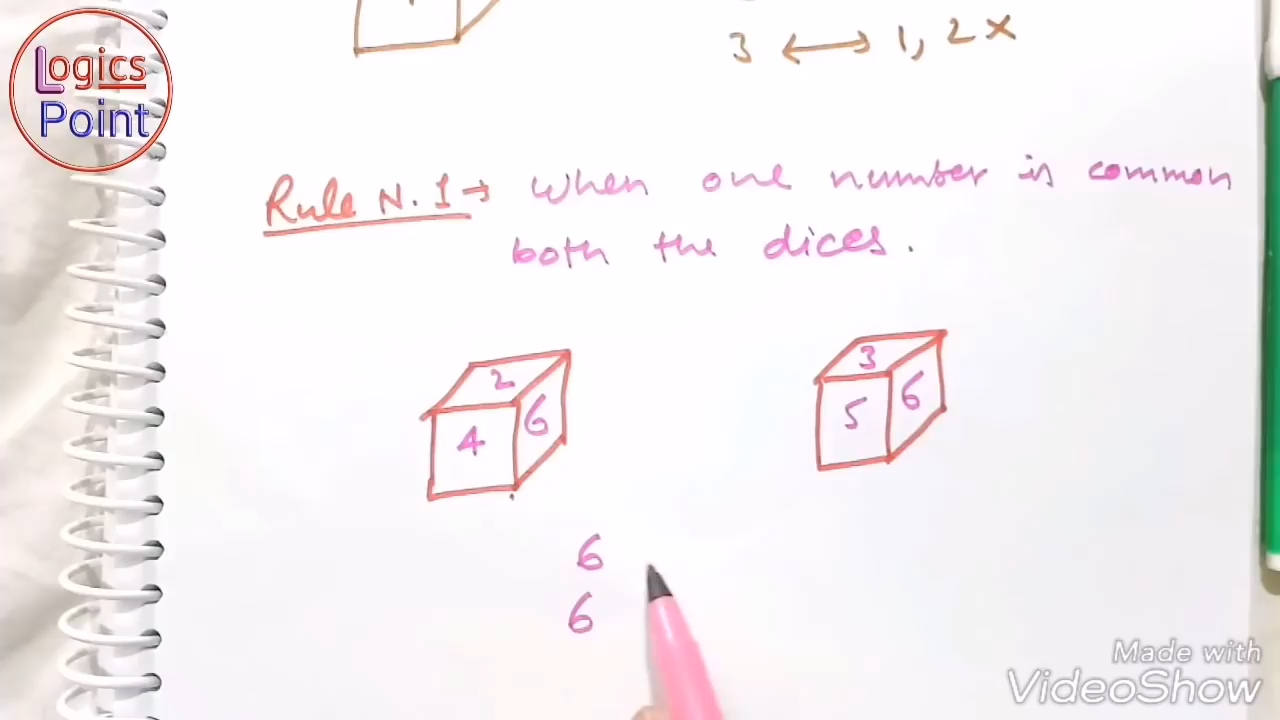 Logics
Point
3 ↔ 1, 2 ×
Rule N. 1 → When one number is common
both the dices.
2
4
6
3
5
6
6
6
Made with
VideoShow